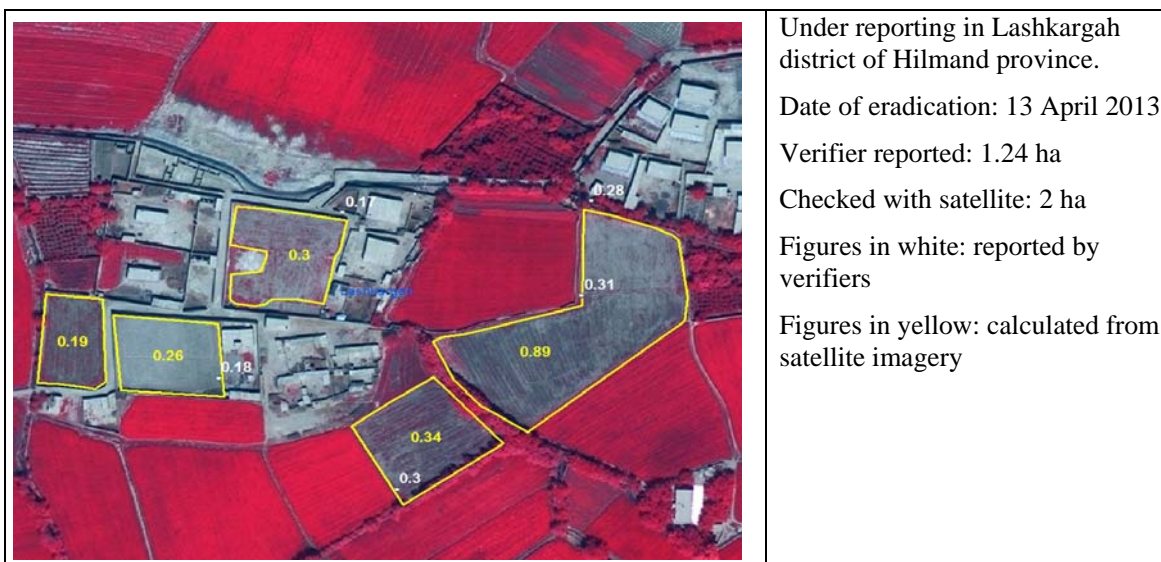 0.28
0.17
0.3
0.31
0.19
0.26
0.89
0.18
0.34
0.3
Under reporting in Lashkargah
district of Hilmand province.
Date of eradication: 13 April 2013
Verifier reported: 1.24 ha
Checked with satellite: 2 ha
Figures in white: reported by
verifiers
Figures in yellow: calculated from
satellite imagery